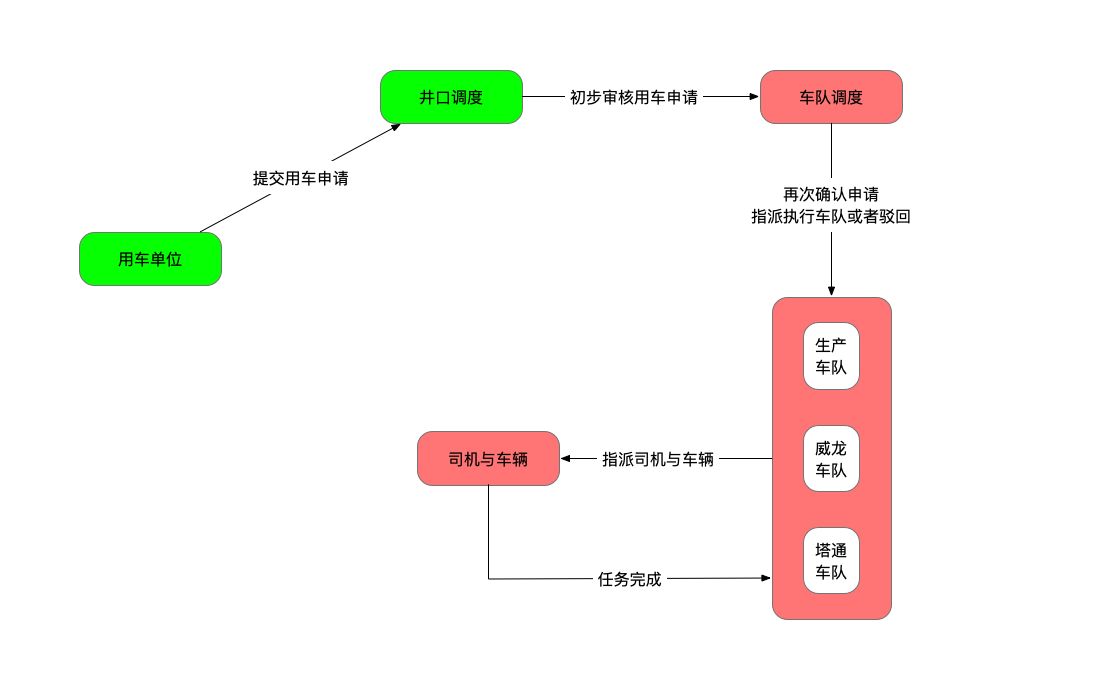 井口调度
初步审核用车申请
车队调度
提交用车申请
再次确认申请
指派执行车队或者驳回
用车单位
生产
车队
司机与车辆
指派司机与车辆
威龙
车队
塔通
车队
任务完成